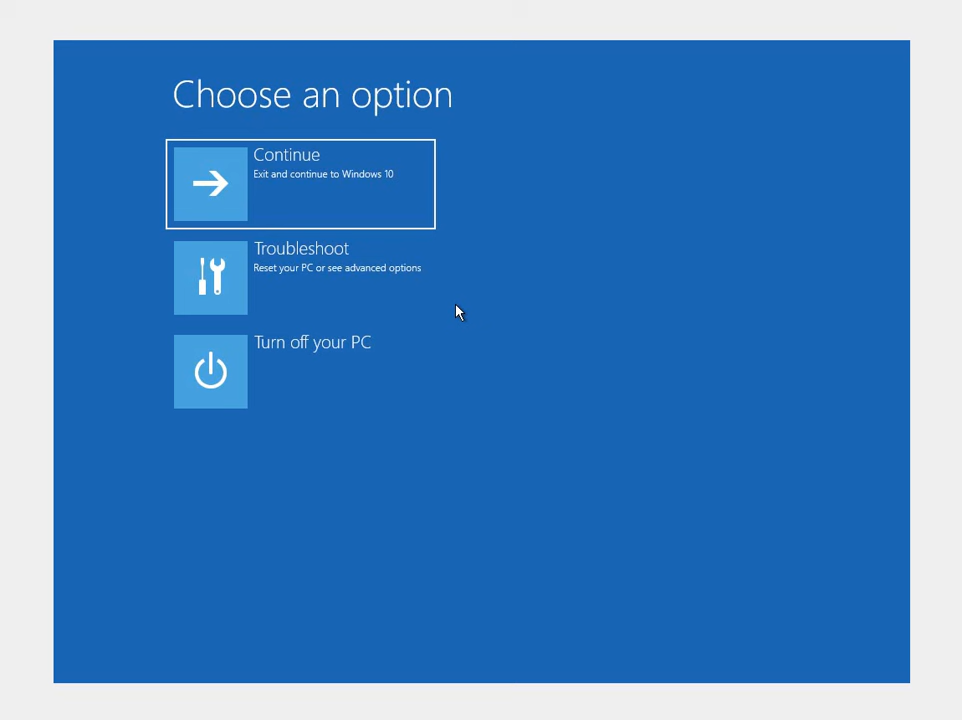 Choose an option
Continue
Exit and continue to Windows 10
Troubleshoot
Reset your PC or see advanced options
Turn off your PC